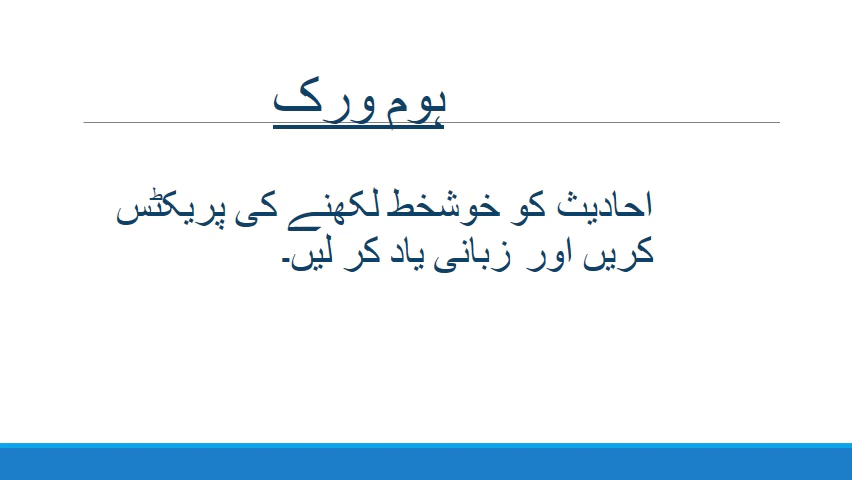 ہوم ورک
احادیث کو خوشخط لکھنے کی پریکٹس
کریں اور زبانی یاد کر لیں۔